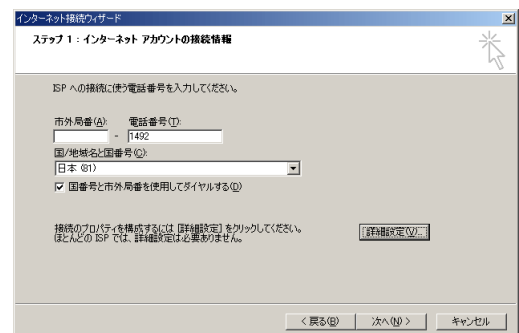 インターネット接続ウィザード
ステップ 1 : インターネット アカウントの接続情報
ISP への接続に使う電話番号を入力してください。
市外局番(A): 電話番号(T):
- 1492
国/地域名と国番号(C):
日本 (81)
国番号と市外局番を使用してダイヤルする(D)
接続のプロパティを構成するには [詳細設定] をクリックしてください。
ほとんどの ISP では、詳細設定は必要ありません。
詳細設定(V)...
< 戻る(B) 次へ(N) > キャンセル